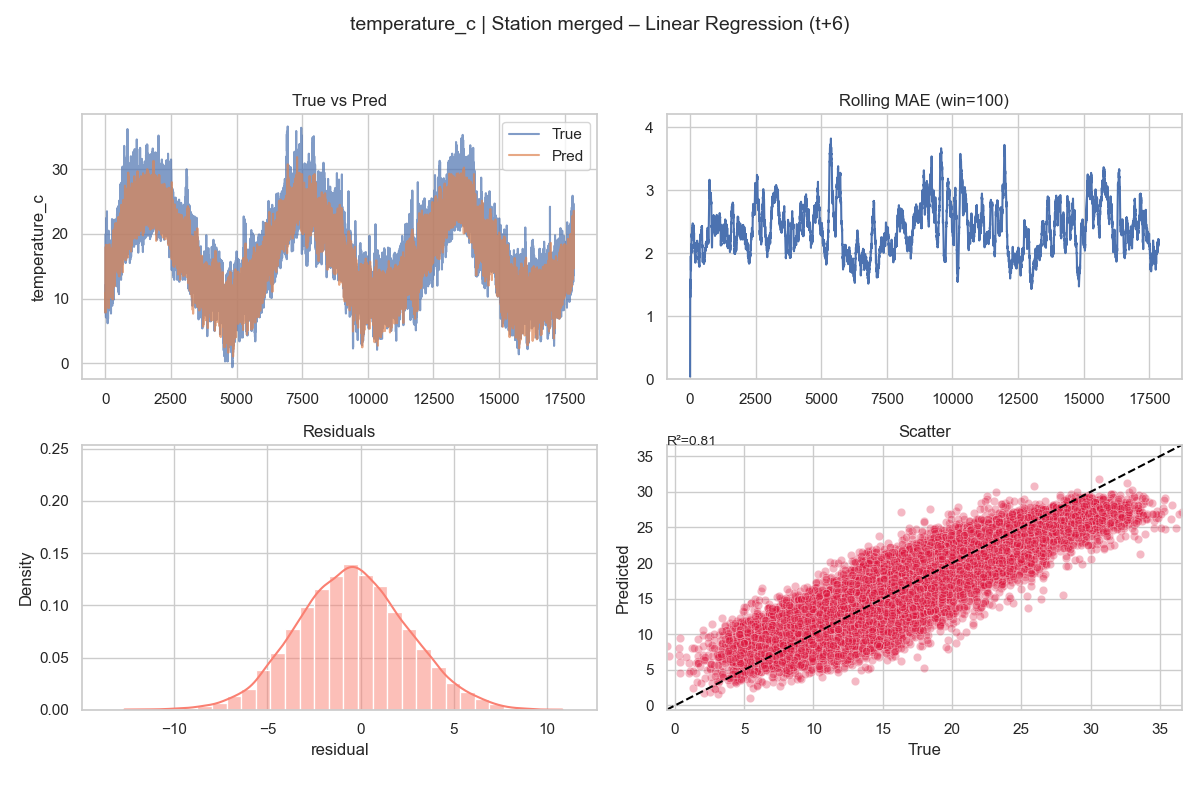 temperature_c | Station merged – Linear Regression (t+6)
True vs Pred
temperature_c
30
20
10
0
True
Pred
0 2500 5000 7500 10000 12500 15000 17500
Rolling MAE (win=100)
4
3
2
1
0
0 2500 5000 7500 10000 12500 15000 17500
Residuals
Density
0.25
0.20
0.15
0.10
0.05
0.00
−10 −5 0 5 10
residual
Scatter
R²=0.81
Predicted
35
30
25
20
15
10
5
0
0 5 10 15 20 25 30 35
True